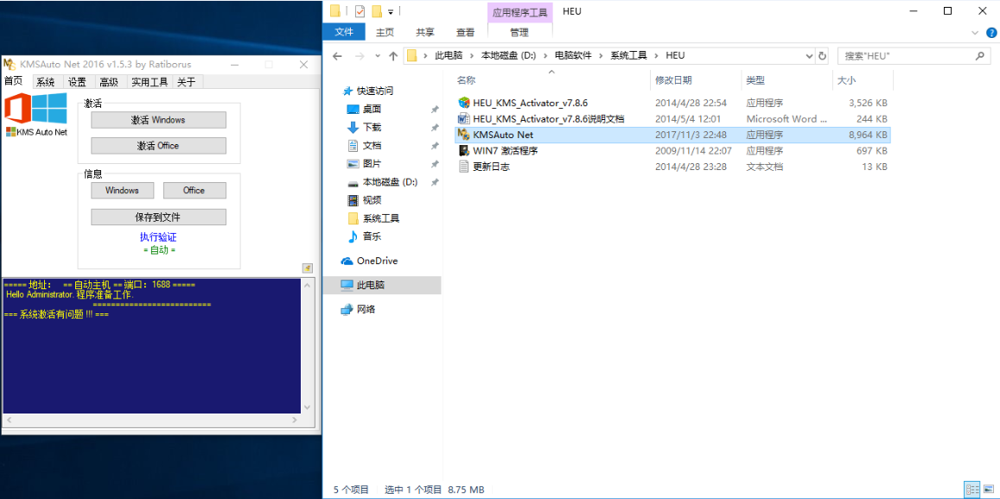 KMSAuto Net 2016 v1.5.3 by Ratiborus
首页 系统 设置 高级 实用工具 关于
KMS Auto Net
激活
激活 Windows
激活 Office
信息
Windows Office
保存到文件
执行验证
= 自动 =
===== 地址: == 自动主机 == 端口: 1688 =====
Hello Administrator. 程序准备工作.
==========================
=== 系统激活有问题 !!! ===
应用程序工具 HEU
文件 主页 共享 查看 管理
此电脑 本地磁盘 (D:) 电脑软件 系统工具 HEU 搜索"HEU"
快速访问
桌面
下载
文档
图片
本地磁盘 (D:)
视频
系统工具
音乐
OneDrive
此电脑
网络
名称 修改日期 类型 大小
HEU_KMS_Activator_v7.8.6 2014/4/28 22:54 应用程序 3,526 KB
HEU_KMS_Activator_v7.8.6说明文档 2014/5/4 12:01 Microsoft Word ... 244 KB
KMSAuto Net 2017/11/3 22:48 应用程序 8,964 KB
WIN7 激活程序 2009/11/14 22:07 应用程序 697 KB
更新日志 2014/4/28 23:28 文本文档 13 KB
5 个项目 选中 1 个项目 8.75 MB